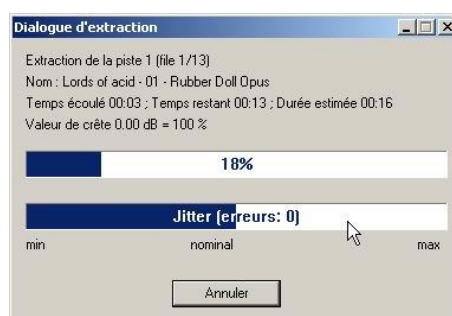 Dialogue d'extraction
Extraction de la piste 1 (file 1/13)
Nom : Lords of acid - 01 - Rubber Doll Opus
Temps écoulé 00:03 ; Temps restant 00:13 ; Durée estimée 00:16
Valeur de crête 0.00 dB = 100 %
18%
Jitter (erreurs: 0)
min nominal max
Annuler